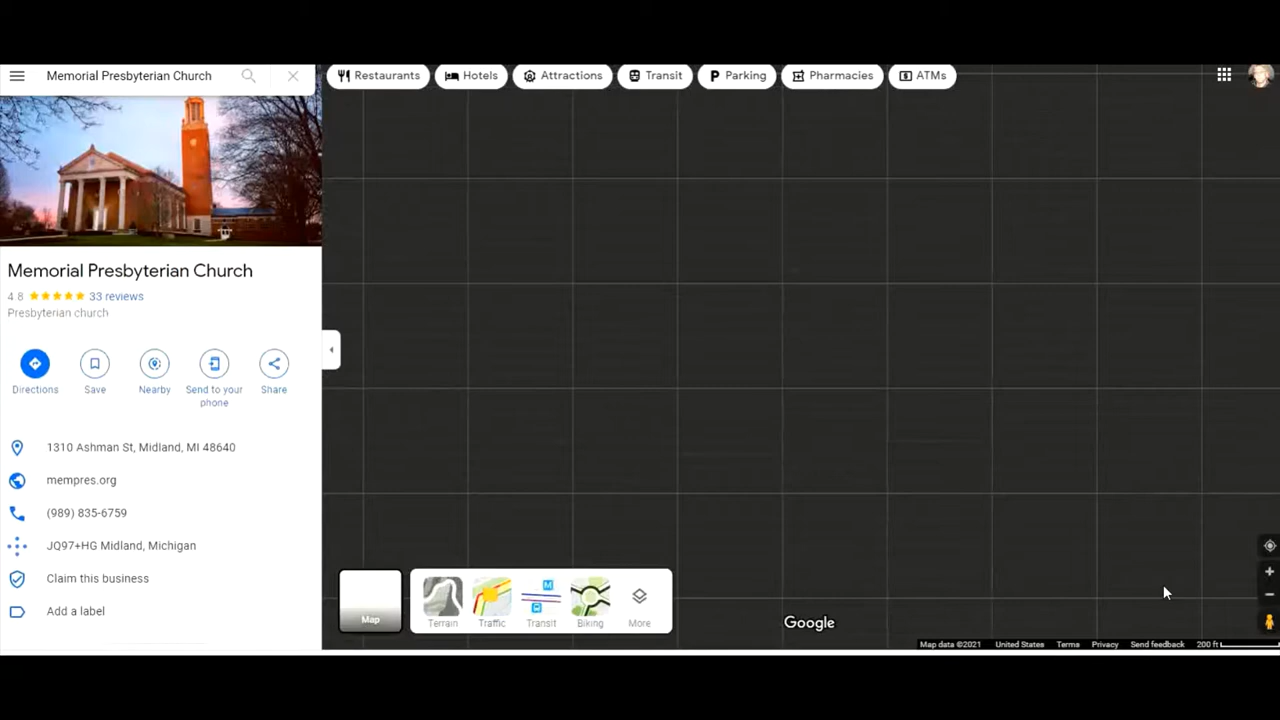 Memorial Presbyterian Church
Restaurants
Hotels
Attractions
Transit
Parking
Pharmacies
ATMs
Memorial Presbyterian Church
4 8 33 reviews
Presbyterian church
Directions
Save
Nearby
Send to your
phone
Share
1310 Ashman St, Midland, MI 48640
mempres.org
(989) 835-6759
JQ97+HG Midland, Michigan
Claim this business
Add a label
Map
Terrain
Traffic
M
Transit
Biking
More
Google
Map data ©2021 United States Terms Privacy Send feedback 200 ft